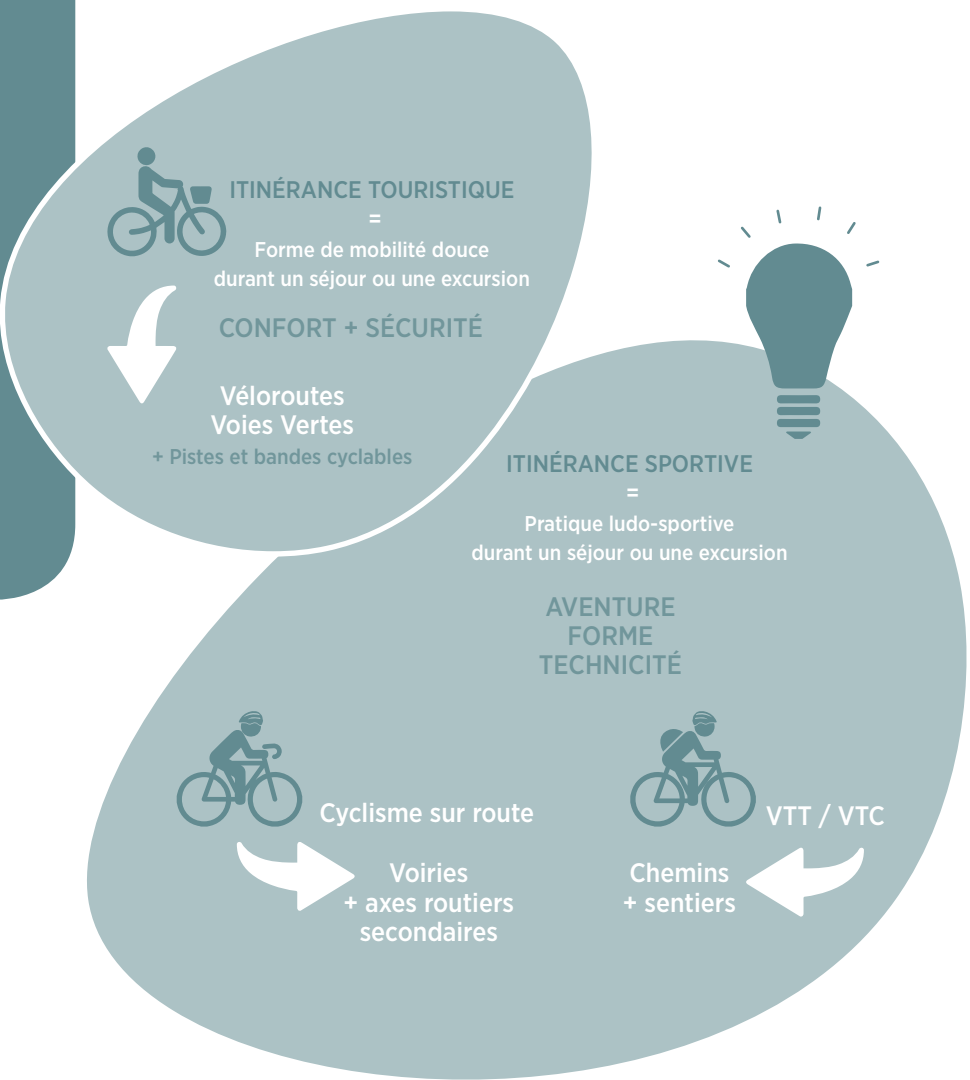 ITINÉRANCE TOURISTIQUE
=
Forme de mobilité douce
durant un séjour ou une excursion
CONFORT + SÉCURITÉ
Véloroutes
Voies Vertes
+ Pistes et bandes cyclables
ITINÉRANCE SPORTIVE
=
Pratique ludo-sportive
durant un séjour ou une excursion
AVENTURE
FORME
TECHNICITÉ
Cyclisme sur route
Voiries
+ axes routiers
secondaires
VTT / VTC
Chemins
+ sentiers